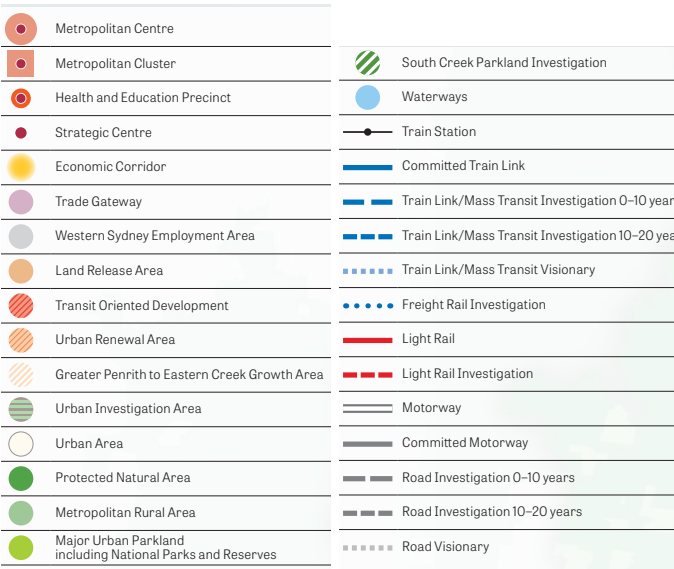 Metropolitan Centre
Metropolitan Cluster
Health and Education Precinct
Strategic Centre
Economic Corridor
Trade Gateway
Western Sydney Employment Area
Land Release Area
Transit Oriented Development
Urban Renewal Area
Greater Penrith to Eastern Creek Growth Area
Urban Investigation Area
Urban Area
Protected Natural Area
Metropolitan Rural Area
Major Urban Parkland
including National Parks and Reserves
South Creek Parkland Investigation
Waterways
Train Station
Committed Train Link
Train Link/Mass Transit Investigation 0–10 year
Train Link/Mass Transit Investigation 10–20 yea
Train Link/Mass Transit Visionary
Freight Rail Investigation
Light Rail
Light Rail Investigation
Motorway
Committed Motorway
Road Investigation 0–10 years
Road Investigation 10–20 years
Road Visionary